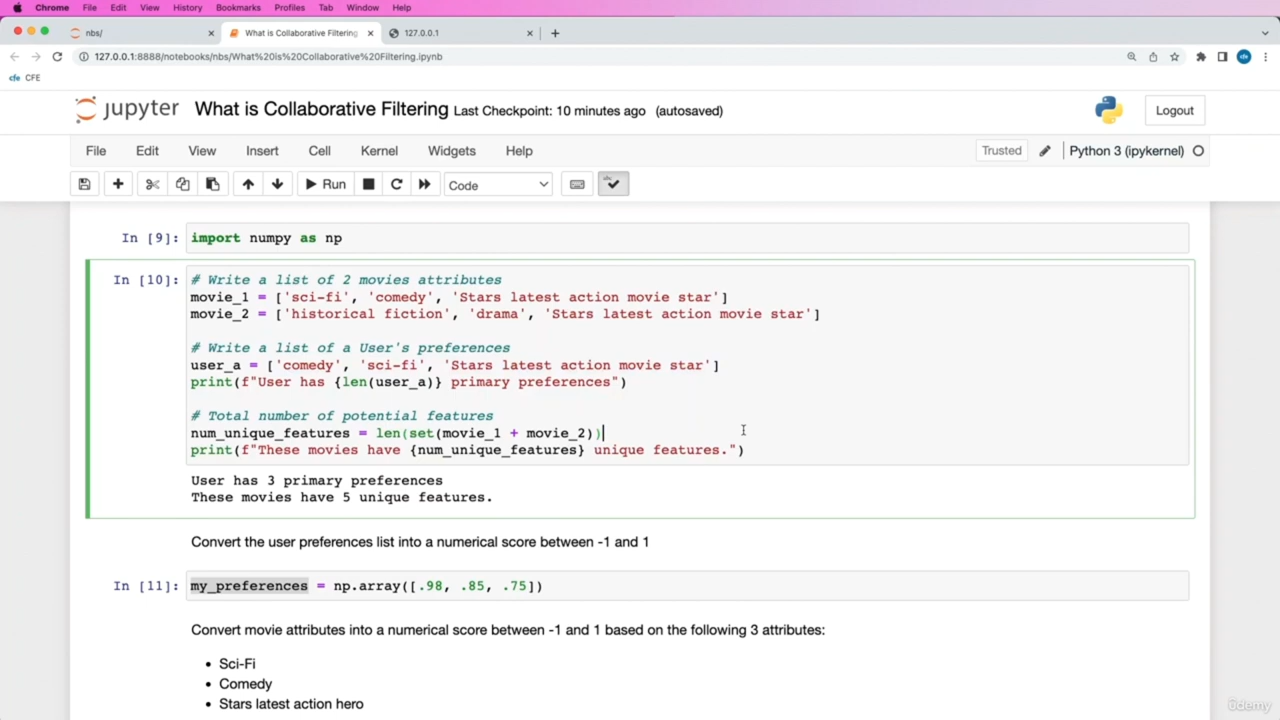 Chrome File Edit View History Bookmarks Profiles Tab Window Help
nbs/ × What is Collaborative Filtering × 127.0.0.1 × +
127.0.0.1:8888/notebooks/nbs/What%20is%20Collaborative%20Filtering.ipynb
cfe CFE
jupyter What is Collaborative Filtering Last Checkpoint: 10 minutes ago (autosaved) Logout
File Edit View Insert Cell Kernel Widgets Help Trusted Python 3 (ipykernel)
Run Code
In [9]: import numpy as np
In [10]: # Write a list of 2 movies attributes
movie_1 = ['sci-fi', 'comedy', 'Stars latest action movie star']
movie_2 = ['historical fiction', 'drama', 'Stars latest action movie star']
# Write a list of a User's preferences
user_a = ['comedy', 'sci-fi', 'Stars latest action movie star']
print(f"User has {len(user_a)} primary preferences")
# Total number of potential features
num_unique_features = len(set(movie_1 + movie_2))
print(f"These movies have {num_unique_features} unique features.")
User has 3 primary preferences
These movies have 5 unique features.
Convert the user preferences list into a numerical score between -1 and 1
In [11]: my_preferences = np.array([.98, .85, .75])
Convert movie attributes into a numerical score between -1 and 1 based on the following 3 attributes:
• Sci-Fi
• Comedy
• Stars latest action hero
ûdemy